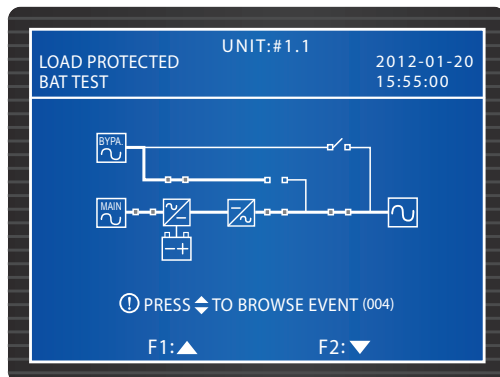 UNIT:#1.1
LOAD PROTECTED
BAT TEST
2012-01-20
15:55:00
BYPA.
MAIN
PRESS TO BROWSE EVENT (004)
F1: F2: